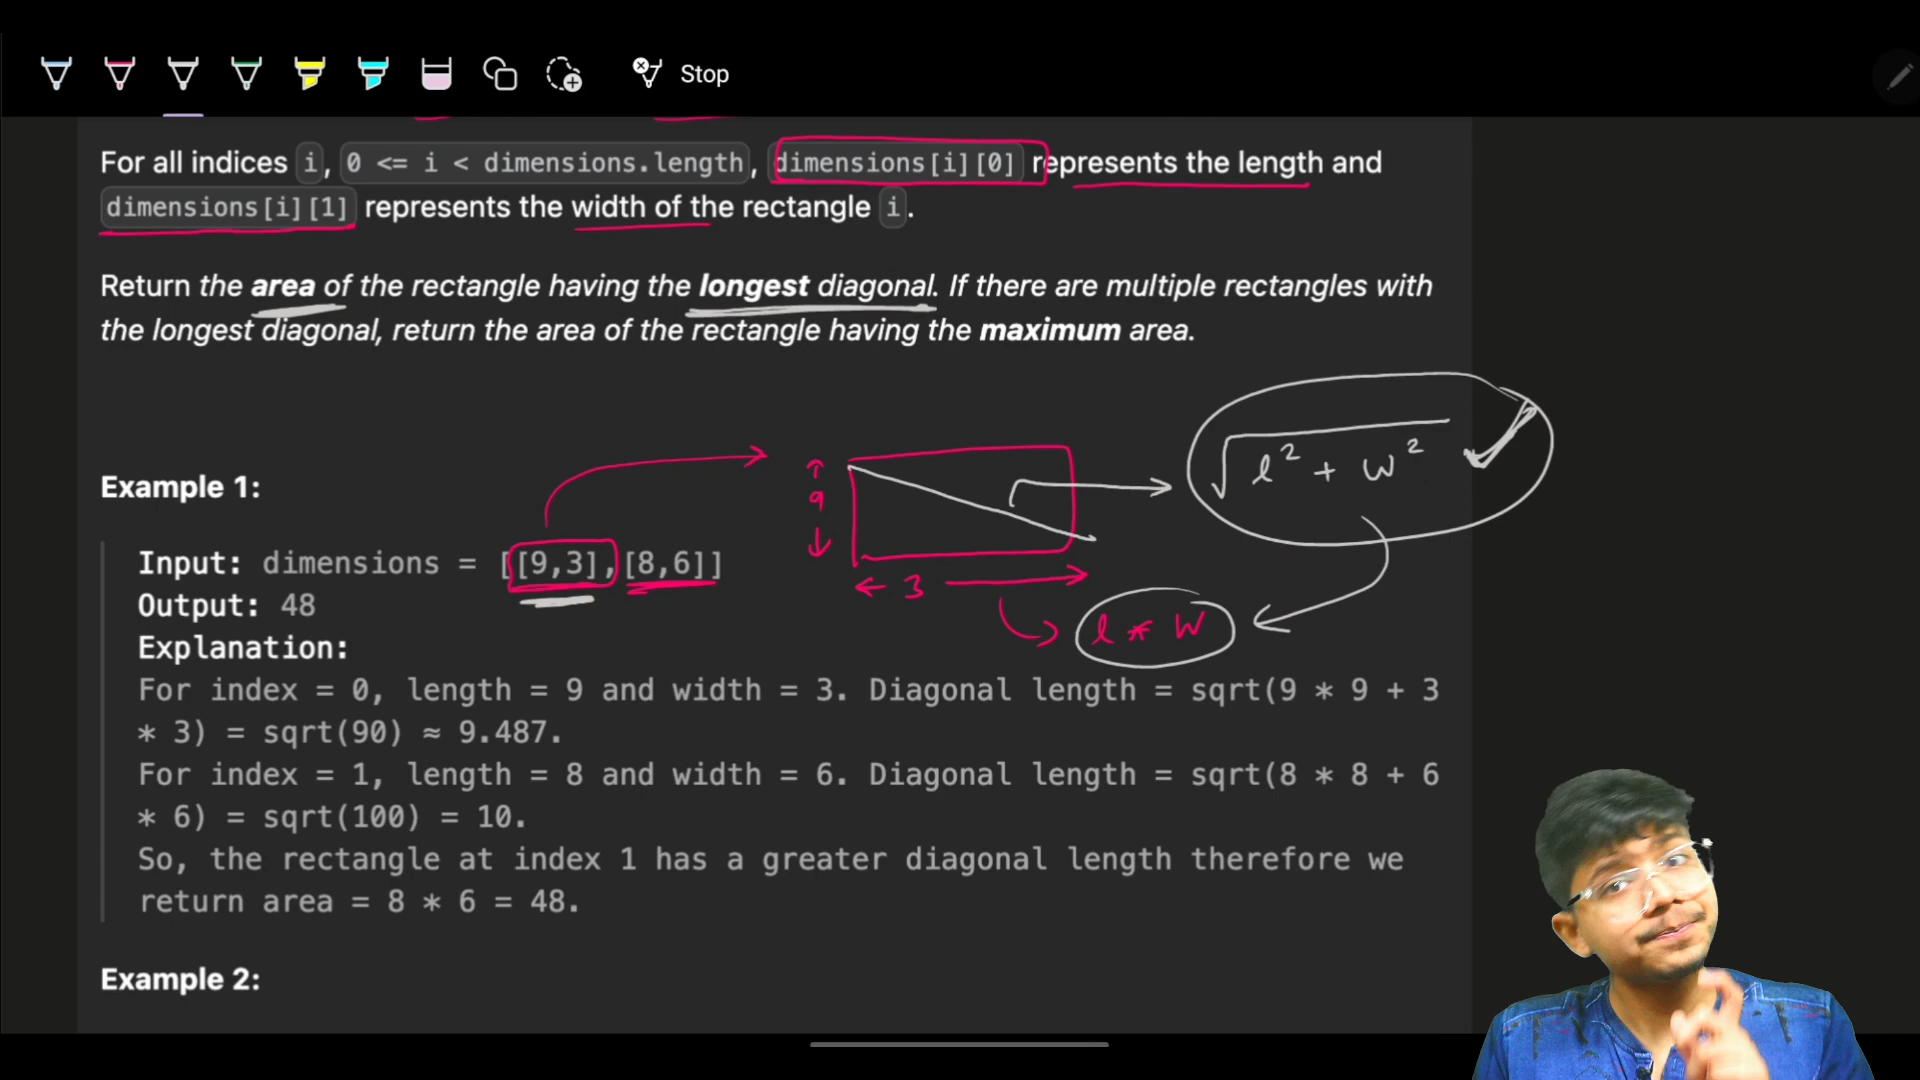 Stop
For all indices i, 0 <= i < dimensions.length, dimensions[i][0] represents the length and
dimensions[i][1] represents the width of the rectangle i.
Return the area of the rectangle having the longest diagonal. If there are multiple rectangles with
the longest diagonal, return the area of the rectangle having the maximum area.
√l² + w²
Example 1:
9
Input: dimensions = [[9,3],[8,6]]
3
Output: 48
l * w
Explanation:
For index = 0, length = 9 and width = 3. Diagonal length = sqrt(9 * 9 + 3
* 3) = sqrt(90) ≈ 9.487.
For index = 1, length = 8 and width = 6. Diagonal length = sqrt(8 * 8 + 6
* 6) = sqrt(100) = 10.
So, the rectangle at index 1 has a greater diagonal length therefore we
return area = 8 * 6 = 48.
Example 2: